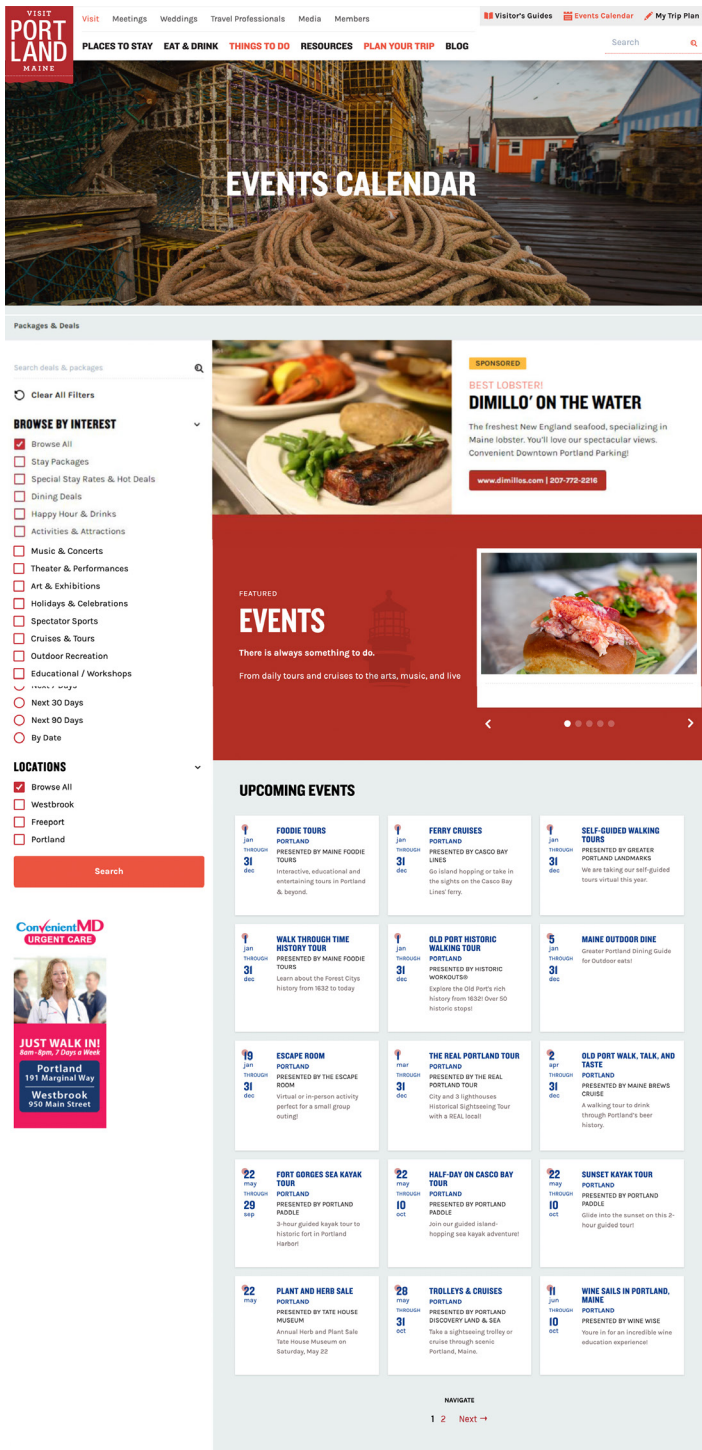 VISIT
PORT
LAND
MAINE
Visit Meetings Weddings Travel Professionals Media Members
Visitor's Guides Events Calendar My Trip Plan
PLACES TO STAY EAT & DRINK THINGS TO DO RESOURCES PLAN YOUR TRIP BLOG
Search
EVENTS CALENDAR
Packages & Deals
Search deals & packages
Clear All Filters
BROWSE BY INTEREST
Browse All
Stay Packages
Special Stay Rates & Hot Deals
Dining Deals
Happy Hour & Drinks
Activities & Attractions
Music & Concerts
Theater & Performances
Art & Exhibitions
Holidays & Celebrations
Spectator Sports
Cruises & Tours
Outdoor Recreation
Educational / Workshops
Next 7 Days
Next 30 Days
Next 90 Days
By Date
LOCATIONS
Browse All
Westbrook
Freeport
Portland
Search
ConvenientMD
URGENT CARE
JUST WALK IN!
8am-8pm, 7 Days a Week
Portland
191 Marginal Way
Westbrook
950 Main Street
SPONSORED
BEST LOBSTER!
DIMILLO' ON THE WATER
The freshest New England seafood, specializing in
Maine lobster. You'll love our spectacular views.
Convenient Downtown Portland Parking!
www.dimillos.com | 207-772-2216
FEATURED
EVENTS
There is always something to do.
From daily tours and cruises to the arts, music, and live
UPCOMING EVENTS
1
jan
THROUGH
31
dec
FOODIE TOURS
PORTLAND
PRESENTED BY MAINE FOODIE
TOURS
Interactive, educational and
entertaining tours in Portland
& beyond.
1
jan
THROUGH
31
dec
FERRY CRUISES
PORTLAND
PRESENTED BY CASCO BAY
LINES
Go island hopping or take in
the sights on the Casco Bay
Lines' ferry.
1
jan
THROUGH
31
dec
SELF-GUIDED WALKING
TOURS
PRESENTED BY GREATER
PORTLAND LANDMARKS
We are taking our self-guided
tours virtual this year.
1
jan
THROUGH
31
dec
WALK THROUGH TIME
HISTORY TOUR
PRESENTED BY MAINE FOODIE
TOURS
Learn about the Forest Citys
history from 1632 to today
1
jan
THROUGH
31
dec
OLD PORT HISTORIC
WALKING TOUR
PORTLAND
PRESENTED BY HISTORIC
WORKOUTS®
Explore the Old Port's rich
history from 1632! Over 50
historic stops!
5
jan
THROUGH
31
dec
MAINE OUTDOOR DINE
Greater Portland Dining Guide
for Outdoor eats!
19
jan
THROUGH
31
dec
ESCAPE ROOM
PORTLAND
PRESENTED BY THE ESCAPE
ROOM
Virtual or in-person activity
perfect for a small group
outing!
1
mar
THROUGH
31
dec
THE REAL PORTLAND TOUR
PORTLAND
PRESENTED BY THE REAL
PORTLAND TOUR
City and 3 lighthouses
Historical Sightseeing Tour
with a REAL local!
2
apr
THROUGH
31
dec
OLD PORT WALK, TALK, AND
TASTE
PORTLAND
PRESENTED BY MAINE BREWS
CRUISE
A walking tour to drink
through Portland's beer
history.
22
may
THROUGH
29
sep
FORT GORGES SEA KAYAK
TOUR
PORTLAND
PRESENTED BY PORTLAND
PADDLE
3-hour guided kayak tour to
historic fort in Portland
Harbor!
22
may
THROUGH
10
oct
HALF-DAY ON CASCO BAY
TOUR
PORTLAND
PRESENTED BY PORTLAND
PADDLE
Join our guided island-
hopping sea kayak adventure!
22
may
THROUGH
10
oct
SUNSET KAYAK TOUR
PORTLAND
PRESENTED BY PORTLAND
PADDLE
Glide into the sunset on this 2-
hour guided tour!
22
may
PLANT AND HERB SALE
PORTLAND
PRESENTED BY TATE HOUSE
MUSEUM
Annual Herb and Plant Sale
Tate House Museum on
Saturday, May 22
28
may
THROUGH
31
oct
TROLLEYS & CRUISES
PORTLAND
PRESENTED BY PORTLAND
DISCOVERY LAND & SEA
Take a sightseeing trolley or
cruise through scenic
Portland, Maine.
11
jun
THROUGH
10
oct
WINE SAILS IN PORTLAND,
MAINE
PORTLAND
PRESENTED BY WINE WISE
Youre in for an incredible wine
education experience!
NAVIGATE
1 2 Next →